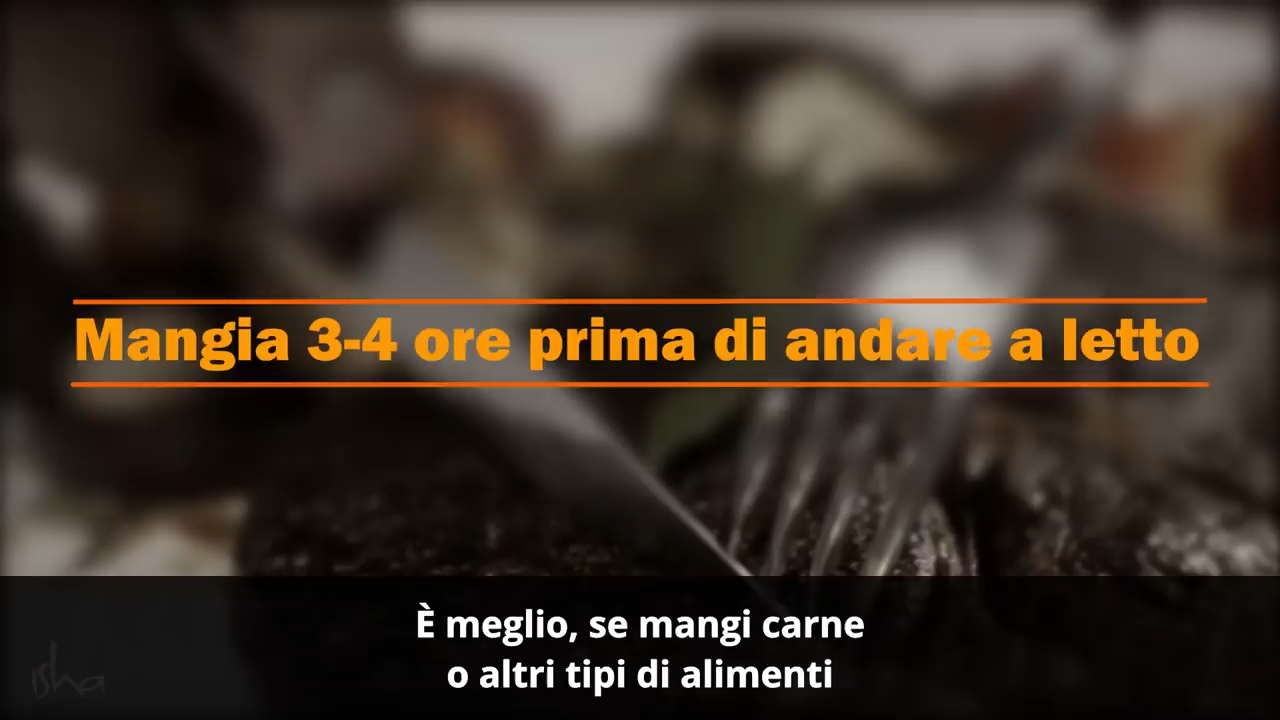 Mangia 3-4 ore prima di andare a letto
È meglio, se mangi carne
o altri tipi di alimenti
isha